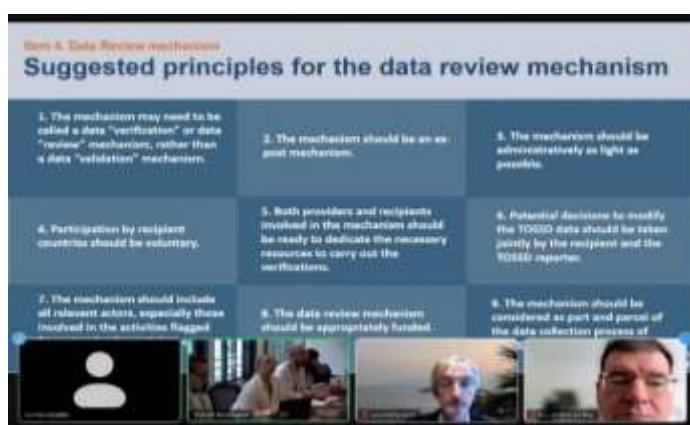 Item 4. Data Review mechanism
Suggested principles for the data review mechanism
1. The mechanism may need to be
called a data "verification" or data
"review" mechanism, rather than
a data "validation" mechanism.
2. The mechanism should be an ex-
post mechanism.
3. The mechanism should be
administratively as light as
possible.
4. Participation by recipient
countries should be voluntary.
5. Both providers and recipients
involved in the mechanism should
be ready to dedicate the necessary
resources to carry out the
verifications.
6. Potential decisions to modify
the TOSSD data should be taken
jointly by the recipient and the
TOSSD reporter.
7. The mechanism should include
all relevant actors, especially those
involved in the activities flagged
8. The data review mechanism
should be appropriately funded.
9. The mechanism should be
considered as part and parcel of
the data collection process of